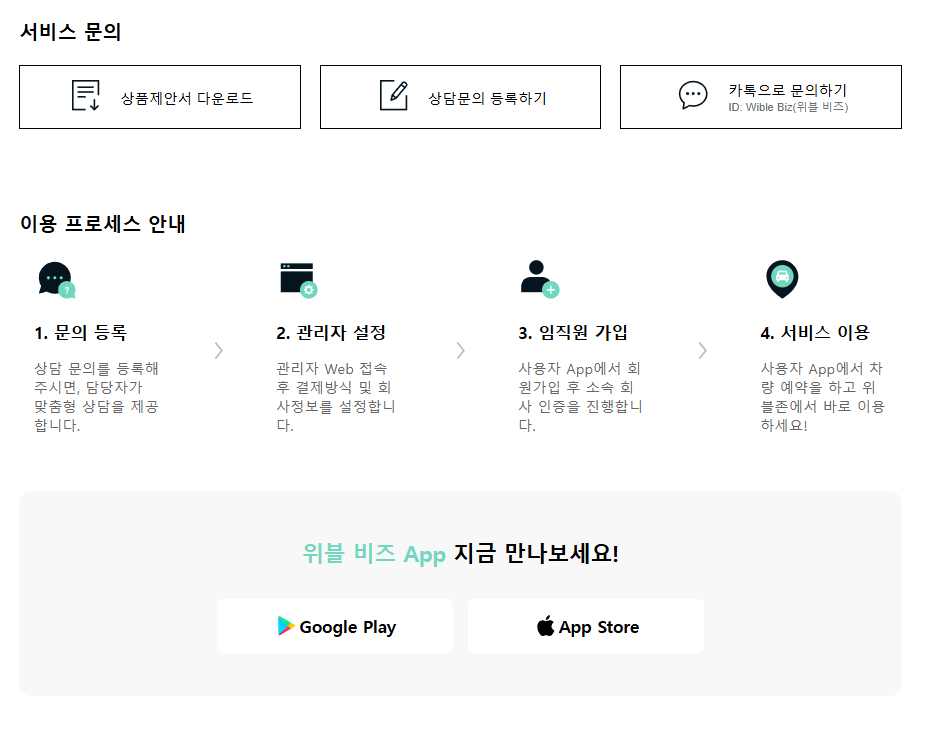 서비스 문의
상품제안서 다운로드
상담문의 등록하기
카톡으로 문의하기
ID: Wible Biz(위블 비즈)
이용 프로세스 안내
?
1. 문의 등록
상담 문의를 등록해
주시면, 담당자가
맞춤형 상담을 제공
합니다.
2. 관리자 설정
관리자 Web 접속
후 결제방식 및 회
사정보를 설정합니
다.
3. 임직원 가입
사용자 App에서 회
원가입 후 소속 회
사 인증을 진행합니
다.
4. 서비스 이용
사용자 App에서 차
량 예약을 하고 위
블존에서 바로 이용
하세요!
위블 비즈 App 지금 만나보세요!
Google Play
App Store